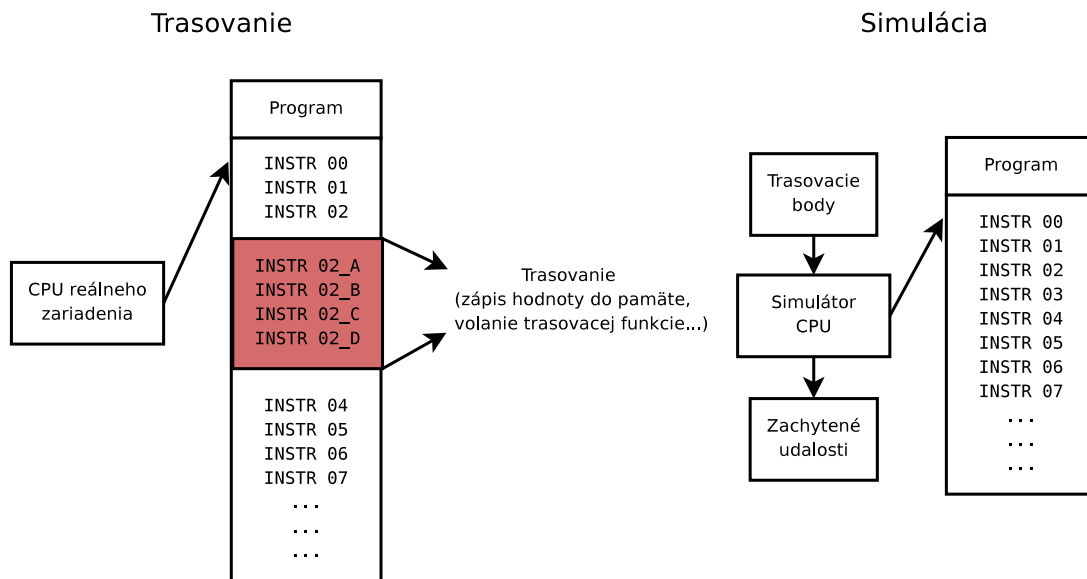 Trasovanie
Program
INSTR 00
INSTR 01
INSTR 02
INSTR 02_A
INSTR 02_B
INSTR 02_C
INSTR 02_D
INSTR 04
INSTR 05
INSTR 06
INSTR 07
...
...
...
CPU reálneho
zariadenia
Trasovanie
(zápis hodnoty do pamäte,
volanie trasovacej funkcie...)
Simulácia
Trasovacie
body
Simulátor
CPU
Zachytené
udalosti
Program
INSTR 00
INSTR 01
INSTR 02
INSTR 03
INSTR 04
INSTR 05
INSTR 06
INSTR 07
...
...
...